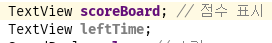 TextView scoreBoard; // 점수 표시
TextView leftTime;